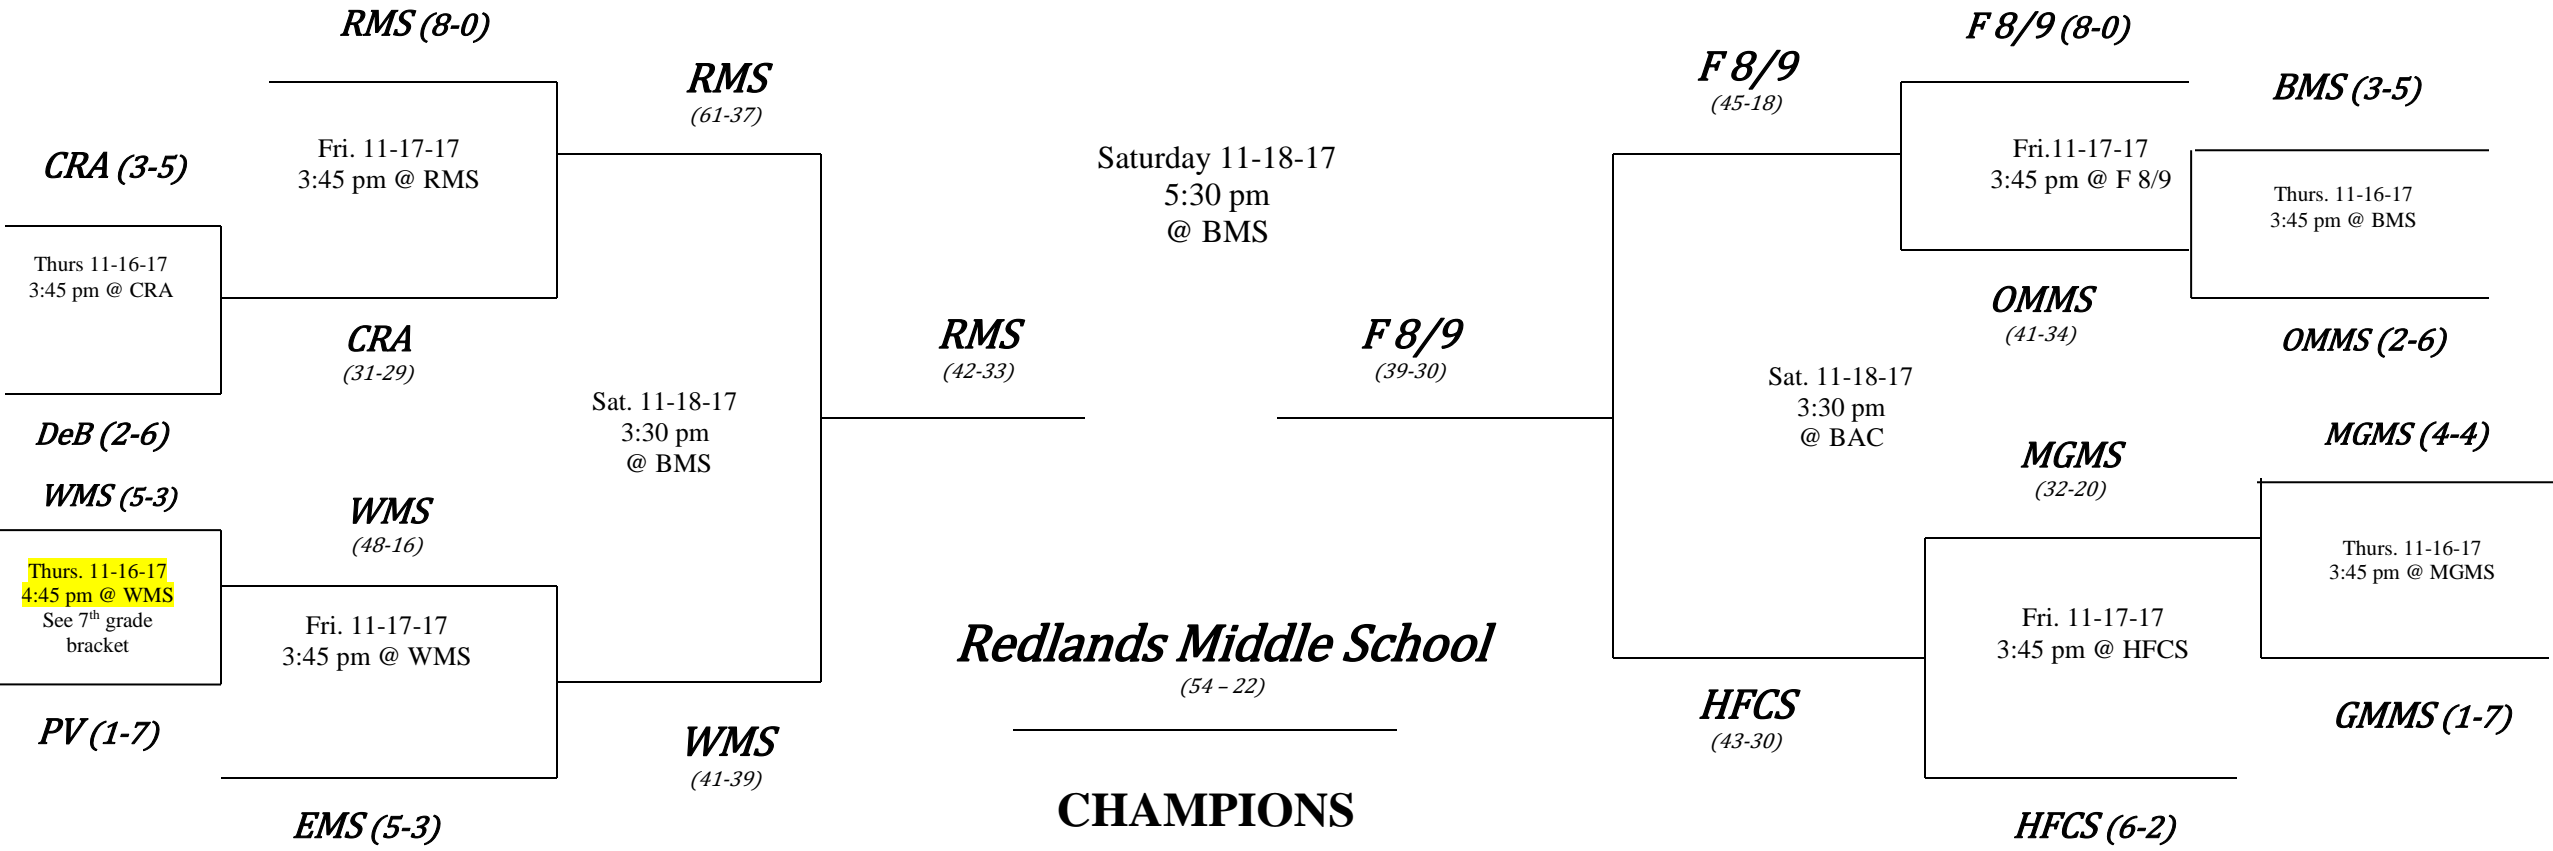 RMS (8-0)
CRA (3-5)
Fri. 11-17-17
3:45 pm @ RMS
RMS
(61-37)
Thurs 11-16-17
3:45 pm @ CRA
CRA
(31-29)
DeB (2-6)
WMS (5-3)
WMS
(48-16)
Thurs. 11-16-17
4:45 pm @ WMS
See 7th grade
bracket
Fri. 11-17-17
3:45 pm @ WMS
PV (1-7)
EMS (5-3)
WMS
(41-39)
Sat. 11-18-17
3:30 pm
@ BMS
RMS
(42-33)
Saturday 11-18-17
5:30 pm
@ BMS
F 8/9
(39-30)
Redlands Middle School
(54 – 22)
CHAMPIONS
F 8/9
(45-18)
F 8/9 (8-0)
BMS (3-5)
Fri.11-17-17
3:45 pm @ F 8/9
Thurs. 11-16-17
3:45 pm @ BMS
OMMS
(41-34)
OMMS (2-6)
Sat. 11-18-17
3:30 pm
@ BAC
MGMS
(32-20)
MGMS (4-4)
Thurs. 11-16-17
3:45 pm @ MGMS
Fri. 11-17-17
3:45 pm @ HFCS
HFCS
(43-30)
GMMS (1-7)
HFCS (6-2)